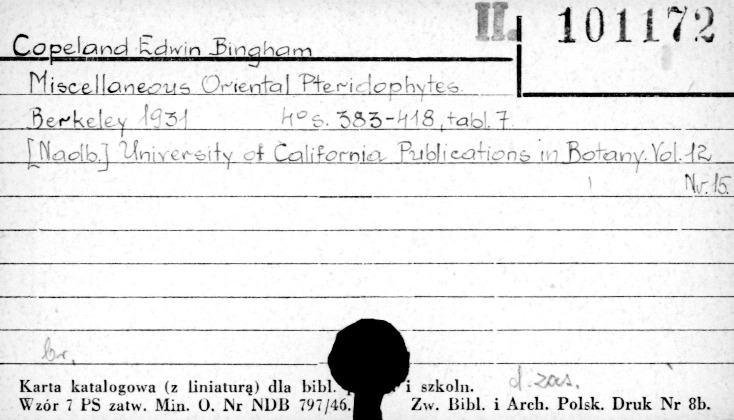 II. 101172
Copeland Edwin Bingham
Miscellaneous Oriental Pteridophytes.
Berkeley 1931 4° s. 383-418, tabl. 7.
[Nadb.] University of California Publications in Botany. Vol. 12
Nr. 15.
br.
d. zas.
Karta katalogowa (z liniaturą) dla bibl. i szkoln.
Wzór 7 PS zatw. Min. O. Nr NDB 797/46. Zw. Bibl. i Arch. Polsk. Druk Nr 8b.